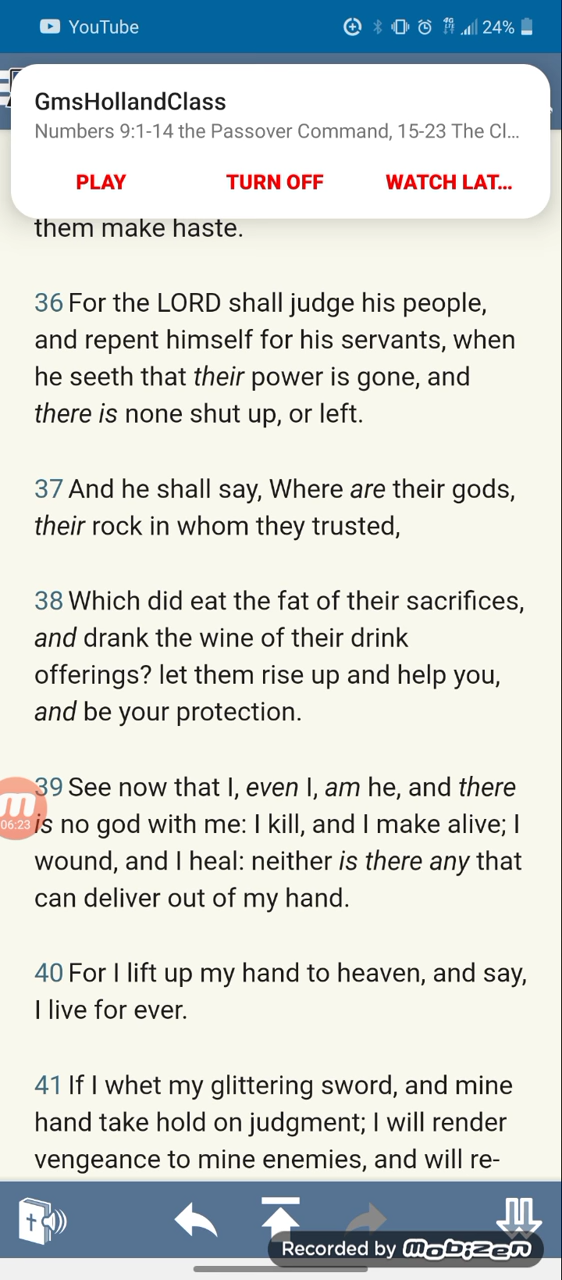 YouTube
4G
24%
GmsHollandClass
Numbers 9:1-14 the Passover Command, 15-23 The Cl...
PLAY
TURN OFF
WATCH LAT...
them make haste.
36 For the LORD shall judge his people,
and repent himself for his servants, when
he seeth that their power is gone, and
there is none shut up, or left.
37 And he shall say, Where are their gods,
their rock in whom they trusted,
38 Which did eat the fat of their sacrifices,
and drank the wine of their drink
offerings? let them rise up and help you,
and be your protection.
39 See now that I, even I, am he, and there
is no god with me: I kill, and I make alive; I
wound, and I heal: neither is there any that
can deliver out of my hand.
06:23
40 For I lift up my hand to heaven, and say,
I live for ever.
41 If I whet my glittering sword, and mine
hand take hold on judgment; I will render
vengeance to mine enemies, and will re-
Recorded by mobizen